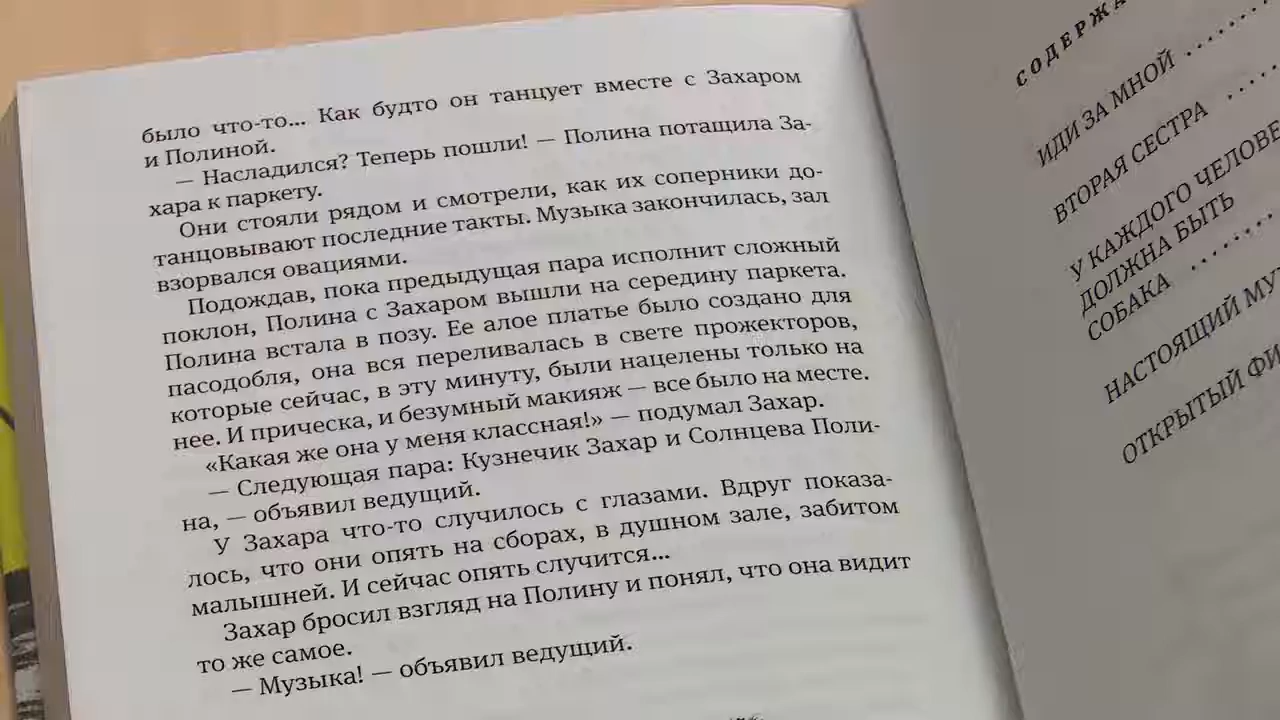 было что-то... Как будто он танцует вместе с Захаром
и Полиной.
— Насладился? Теперь пошли! — Полина потащила За-
хара к паркету.
Они стояли рядом и смотрели, как их соперники до-
танцовывают последние такты. Музыка закончилась, зал
взорвался овациями.
Подождав, пока предыдущая пара исполнит сложный
поклон, Полина с Захаром вышли на середину паркета.
Полина встала в позу. Ее алое платье было создано для
пасодобля, она вся переливалась в свете прожекторов,
которые сейчас, в эту минуту, были нацелены только на
нее. И прическа, и безумный макияж — все было на месте.
«Какая же она у меня классная!» — подумал Захар.
— Следующая пара: Кузнечик Захар и Солнцева Поли-
на, — объявил ведущий.
У Захара что-то случилось с глазами. Вдруг показа-
лось, что они опять на сборах, в душном зале, забитом
малышней. И сейчас опять случится...
Захар бросил взгляд на Полину и понял, что она видит
то же самое.
— Музыка! — объявил ведущий.
СОДЕРЖА
ИДИ ЗА МНОЙ ........
ВТОРАЯ СЕСТРА ....
У КАЖДОГО ЧЕЛОВЕ
ДОЛЖНА БЫТЬ
СОБАКА ........
НАСТОЯЩИЙ МУ
ОТКРЫТЫЙ ФИ